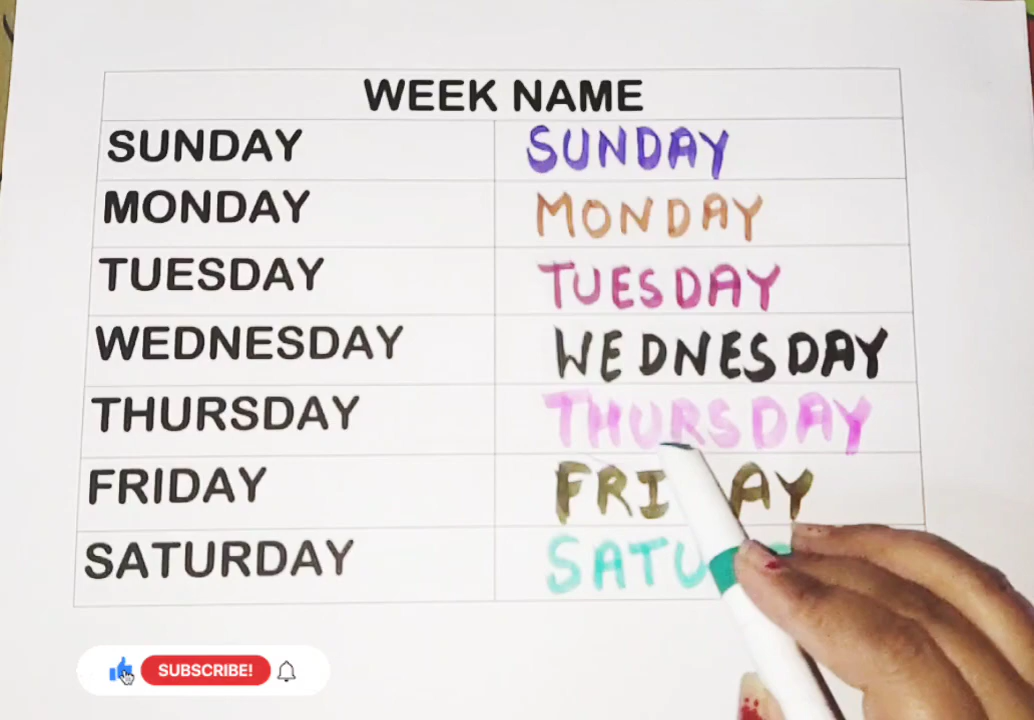 WEEK NAME
SUNDAY SUNDAY
MONDAY MONDAY
TUESDAY TUESDAY
WEDNESDAY WEDNESDAY
THURSDAY THURSDAY
FRIDAY
SATURDAY
SUBSCRIBE!